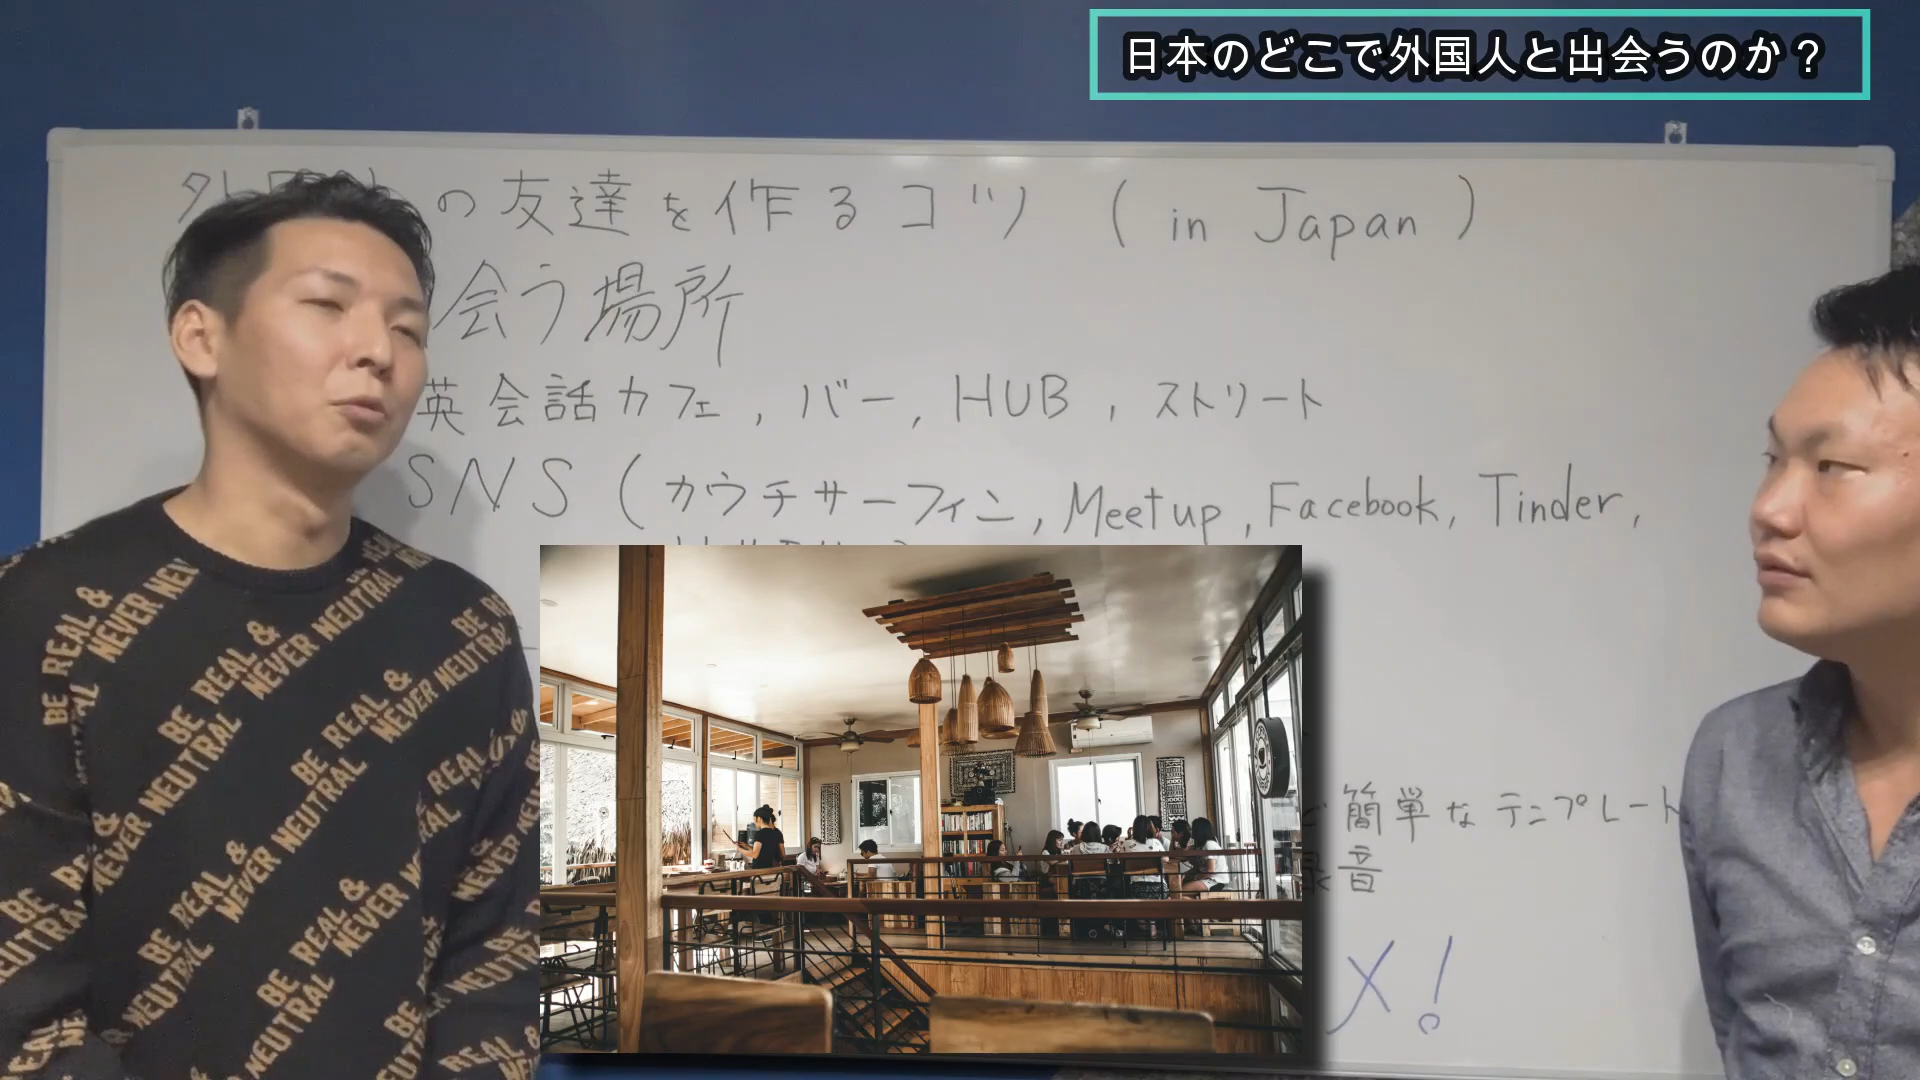 日本のどこで外国人と出会うのか？
の友達を作るコツ (in Japan)
会う場所
英会話カフェ, バー, HUB, ストリート
SNS (カウチサーフィン, Meetup, Facebook, Tinder,
簡単なテンプレート
録音
メ!
BE REAL &
NEVER NEUTRAL